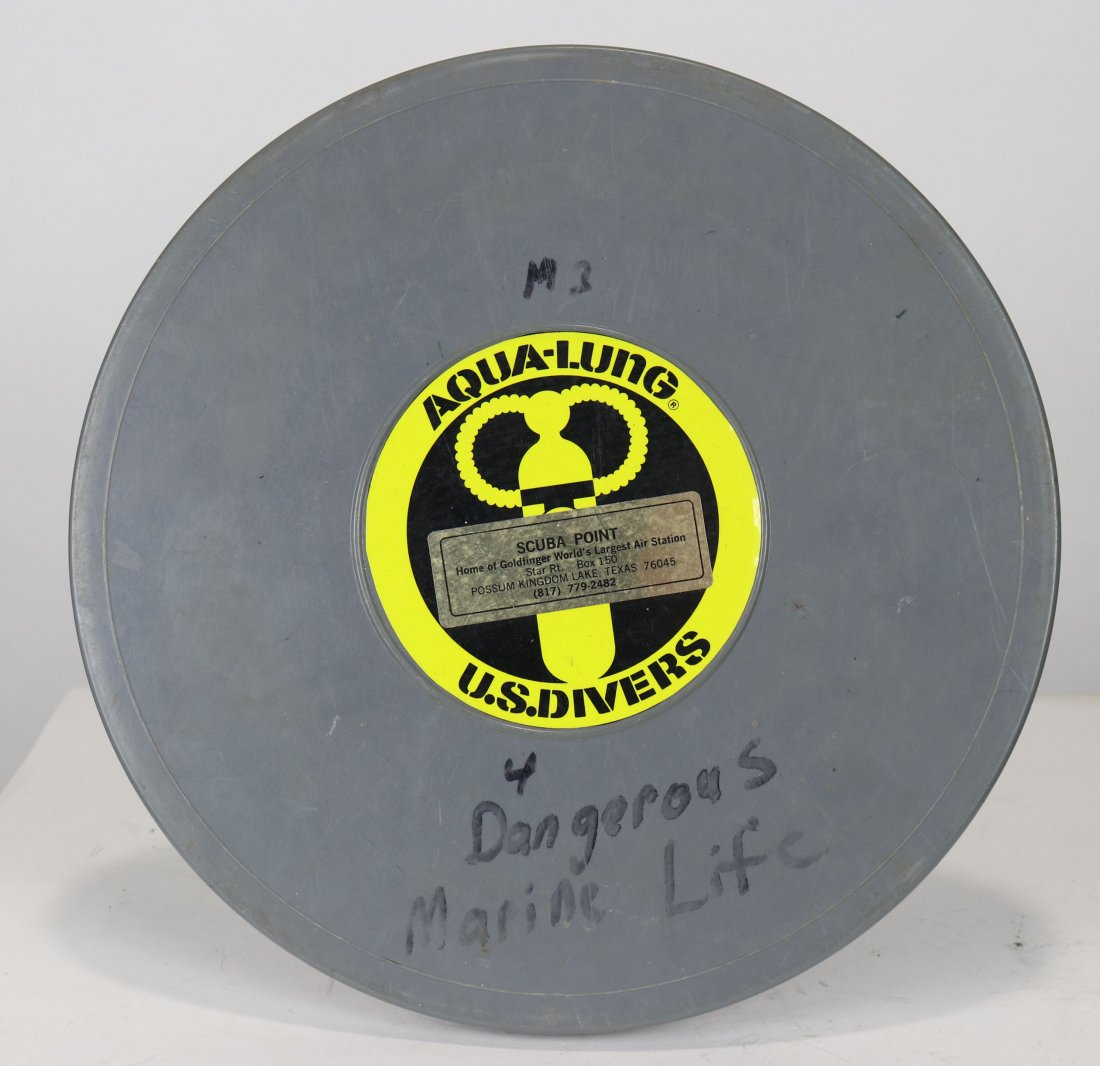 M 3
AQUA-LUNG®
SCUBA POINT
Home of Goldfinger World's Largest Air Station
Star Rt. Box 150
POSSUM KINGDOM LAKE, TEXAS 76045
(817) 779-2482
U.S.DIVERS
4
Dangerous
Marine Life